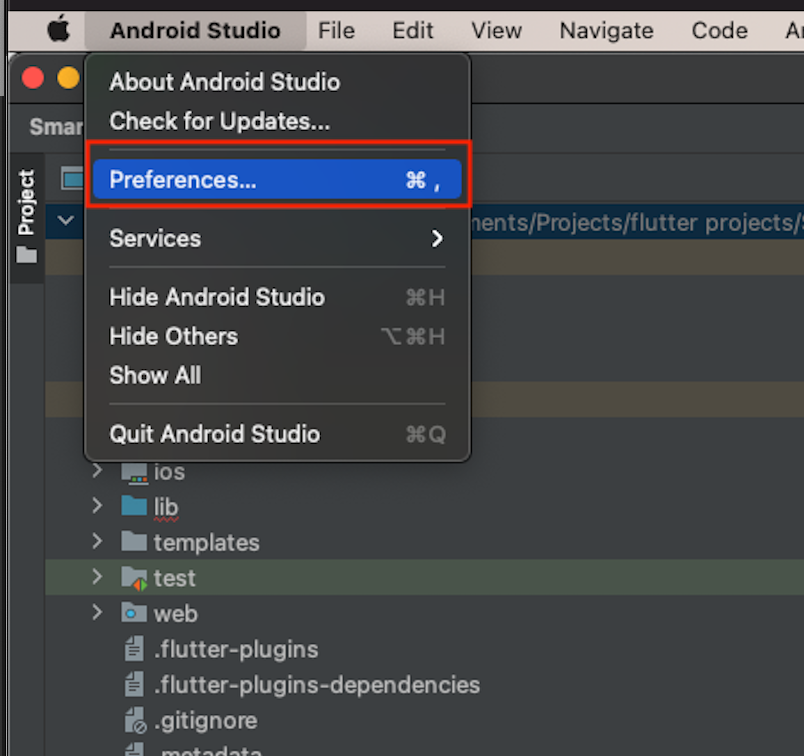 Android Studio File Edit View Navigate Code
About Android Studio
Check for Updates...
Smar
Preferences... ⌘ ,
Project
ments/Projects/flutter projects/
Services
Hide Android Studio ⌘H
Hide Others ⌥⌘H
Show All
Quit Android Studio ⌘Q
ios
lib
templates
test
web
.flutter-plugins
.flutter-plugins-dependencies
.gitignore
.metadata